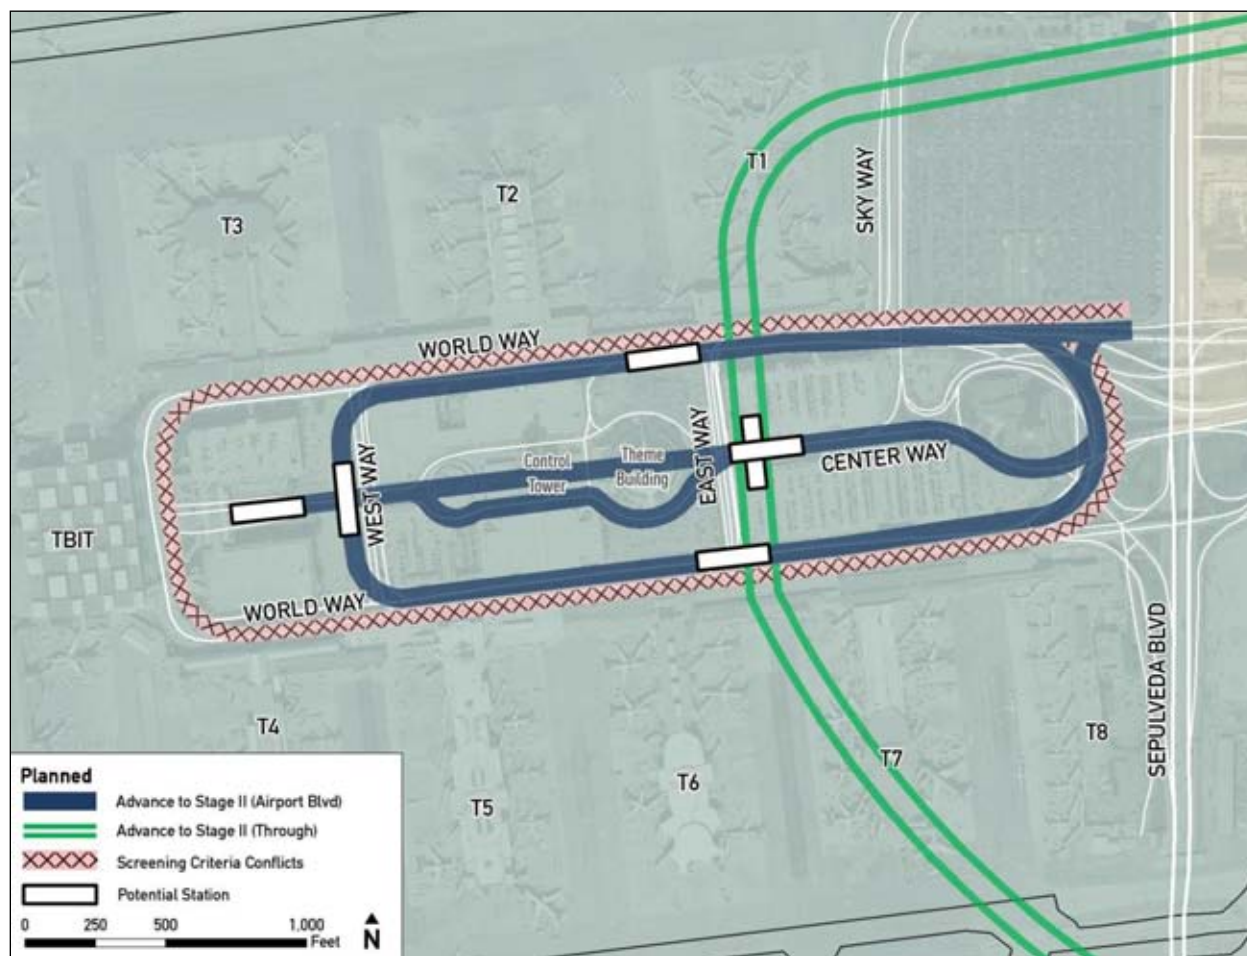 T1
T2
SKY WAY
T3
WORLD WAY
EAST WAY
CENTER WAY
Control
Tower
Theme
Building
WEST WAY
TBIT
WORLD WAY
SEPULVEDA BLVD
T4
T8
T7
T6
T5
Planned
Advance to Stage II (Airport Blvd)
Advance to Stage II (Through)
Screening Criteria Conflicts
Potential Station
0 250 500 1,000
Feet
N